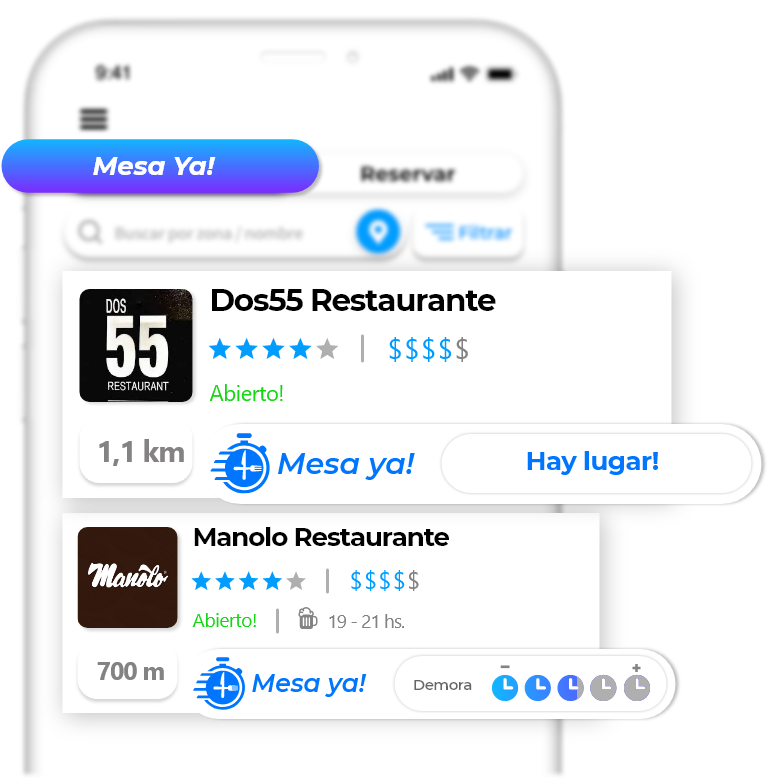 9:41
Mesa Ya!
Reservar
Buscar por zona / nombre
Filtrar
DOS
55
RESTAURANT
Dos55 Restaurante
$$$$$
Abierto!
1,1 km
Mesa ya!
Hay lugar!
Manolo
Manolo Restaurante
$$$$$
Abierto!
19 - 21 hs.
700 m
Mesa ya!
Demora
- +